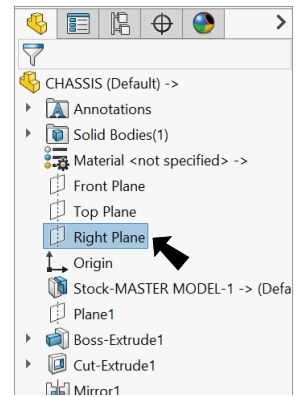 CHASSIS (Default) ->
Annotations
Solid Bodies(1)
Material <not specified> ->
Front Plane
Top Plane
Right Plane
Origin
Stock-MASTER MODEL-1 -> (Defa
Plane1
Boss-Extrude1
Cut-Extrude1
Mirror1